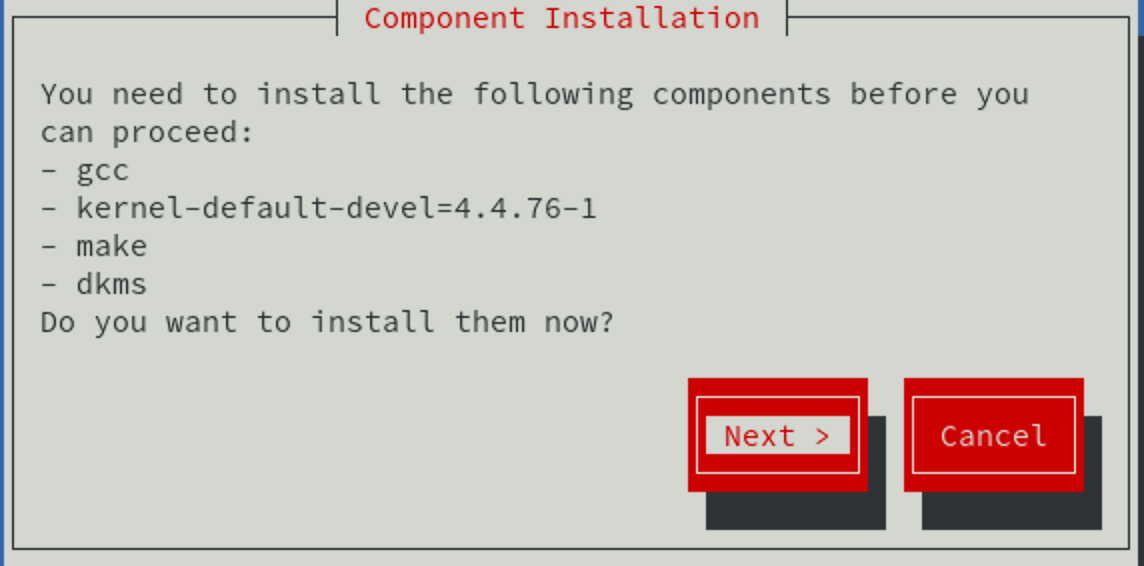 Component Installation
You need to install the following components before you
can proceed:
- gcc
- kernel-default-devel=4.4.76-1
- make
- dkms
Do you want to install them now?
Next >
Cancel